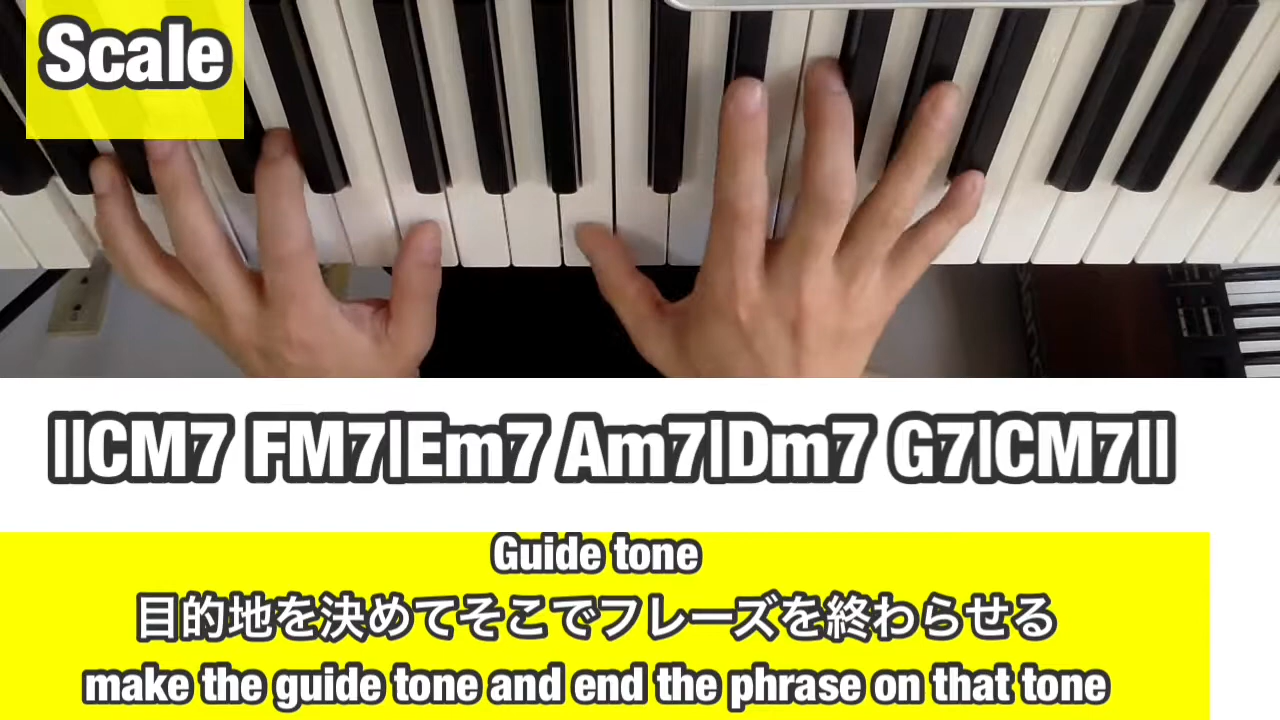 Scale
||CM7 FM7|Em7 Am7|Dm7 G7|CM7||
Guide tone
目的地を決めてそこでフレーズを終わらせる
make the guide tone and end the phrase on that tone